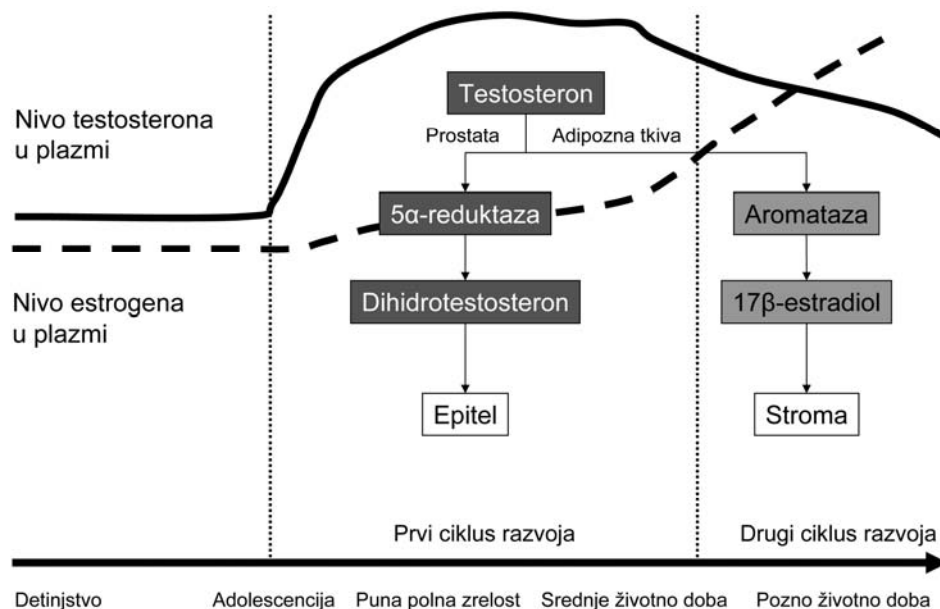 Testosteron
Nivo testosterona
u plazmi
Prostata
Adipozna tkiva
5α-reduktaza
Aromataza
Nivo estrogena
u plazmi
Dihidrotestosteron
17β-estradiol
Epitel
Stroma
Prvi ciklus razvoja
Drugi ciklus razvoja
Detinjstvo
Adolescencija
Puna polna zrelost
Srednje životno doba
Pozno životno doba